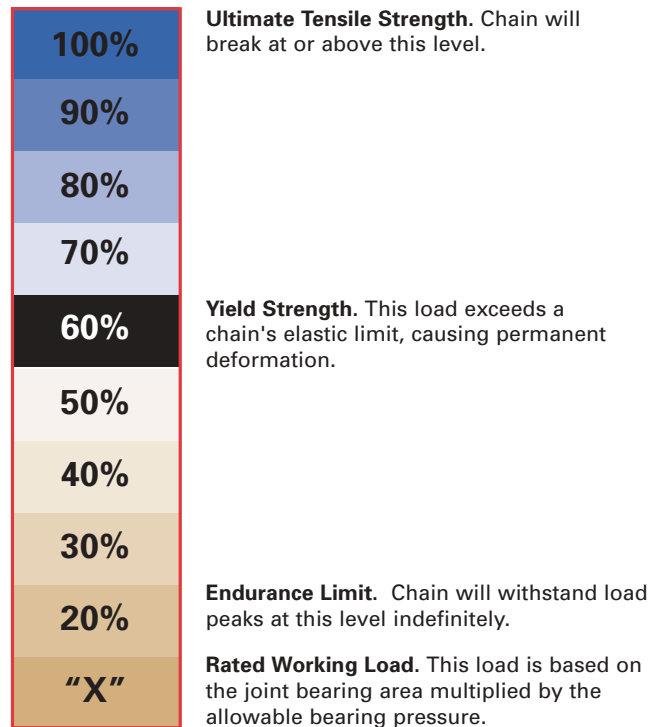 100%
Ultimate Tensile Strength. Chain will
break at or above this level.
90%
80%
70%
60%
Yield Strength. This load exceeds a
chain's elastic limit, causing permanent
deformation.
50%
40%
30%
20%
Endurance Limit. Chain will withstand load
peaks at this level indefinitely.
“X”
Rated Working Load. This load is based on
the joint bearing area multiplied by the
allowable bearing pressure.